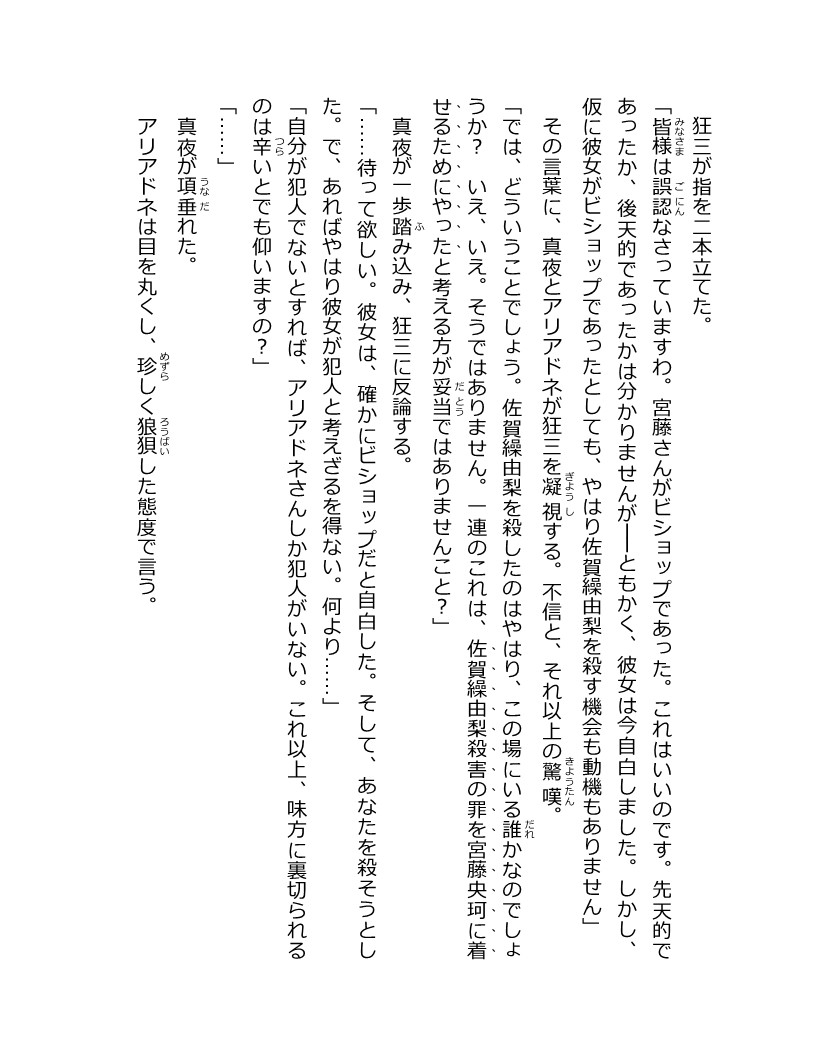 狂三が指を二本立てた。
「皆様は誤認なさっていますわ。宮藤さんがビショップであった。これはいいのです。先天的で
あったか、後天的であったかは分かりませんが――ともかく、彼女は今自白しました。しかし、
仮に彼女がビショップであったとしても、やはり佐賀繰由梨を殺す機会も動機もありません」
その言葉に、真夜とアリアドネが狂三を凝視する。不信と、それ以上の驚嘆。
「では、どういうことでしょう。佐賀繰由梨を殺したのはやはり、この場にいる誰かなのでしょ
うか？　いえ、いえ。そうではありません。一連のこれは、佐賀繰由梨殺害の罪を宮藤央珂に着
せるためにやったと考える方が妥当ではありませんこと？」
真夜が一歩踏み込み、狂三に反論する。
「……待って欲しい。彼女は、確かにビショップだと自白した。そして、あなたを殺そうとし
た。で、あればやはり彼女が犯人と考えざるを得ない。何より……」
「自分が犯人でないとすれば、アリアドネさんしか犯人がいない。これ以上、味方に裏切られる
のは辛いとでも仰いますの？」
「……」
真夜が項垂れた。
アリアドネは目を丸くし、珍しく狼狽した態度で言う。